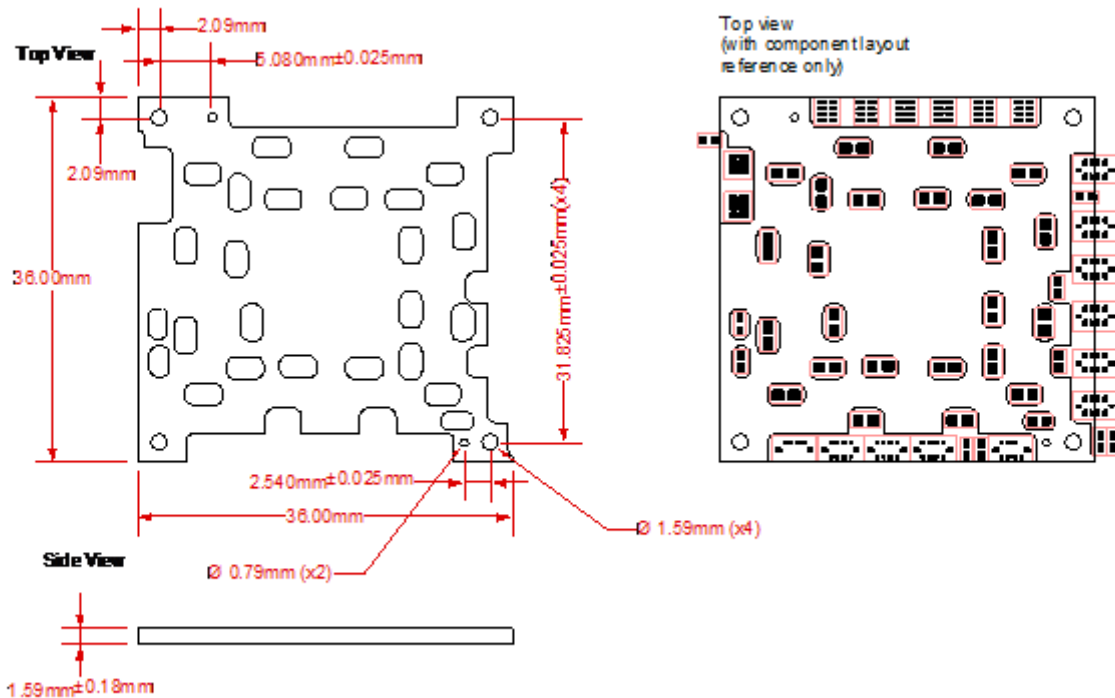 2.09mm
Top View
5.080mm±0.025mm
Top view
(with component layout
reference only)
2.09mm
31.825mm±0.025mm(x4)
36.00mm
2.540mm±0.025mm
36.00mm
Ø 1.59mm (x4)
Side View
Ø 0.79mm (x2)
1.59mm±0.18mm